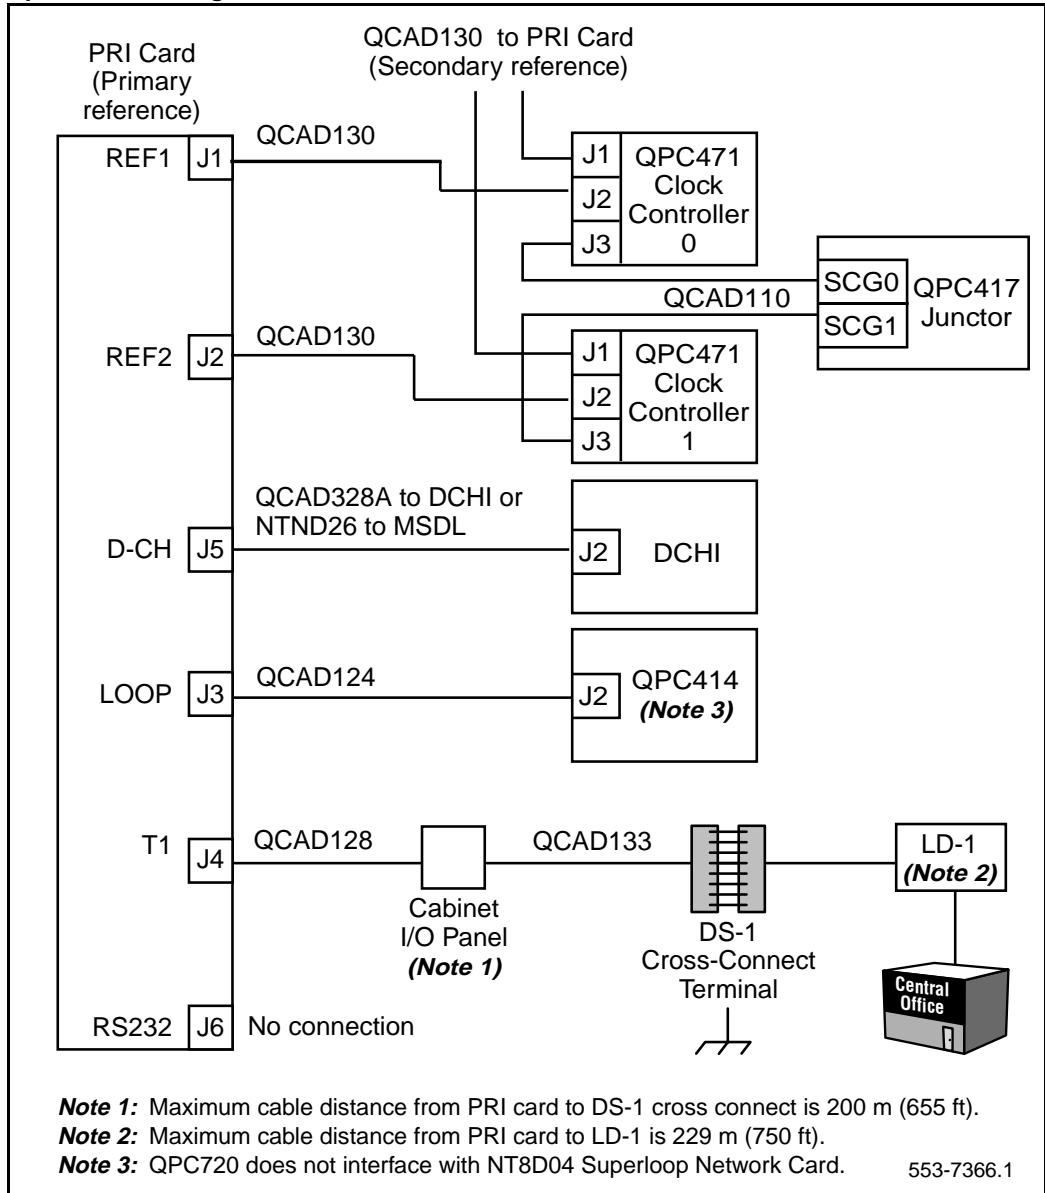 PRI Card
(Primary
reference)
QCAD130 to PRI Card
(Secondary reference)
REF1 J1
QCAD130
J1
J2
J3
QPC471
Clock
Controller
0
SCG0
SCG1
QPC417
Junctor
QCAD110
REF2 J2
QCAD130
J1
J2
J3
QPC471
Clock
Controller
1
D-CH J5
QCAD328A to DCHI or
NTND26 to MSDL
J2 DCHI
LOOP J3
QCAD124
J2
QPC414
(Note 3)
T1 J4
QCAD128
Cabinet
I/O Panel
(Note 1)
QCAD133
DS-1
Cross-Connect
Terminal
LD-1
(Note 2)
Central
Office
RS232 J6 No connection
Note 1: Maximum cable distance from PRI card to DS-1 cross connect is 200 m (655 ft).
Note 2: Maximum cable distance from PRI card to LD-1 is 229 m (750 ft).
Note 3: QPC720 does not interface with NT8D04 Superloop Network Card.
553-7366.1